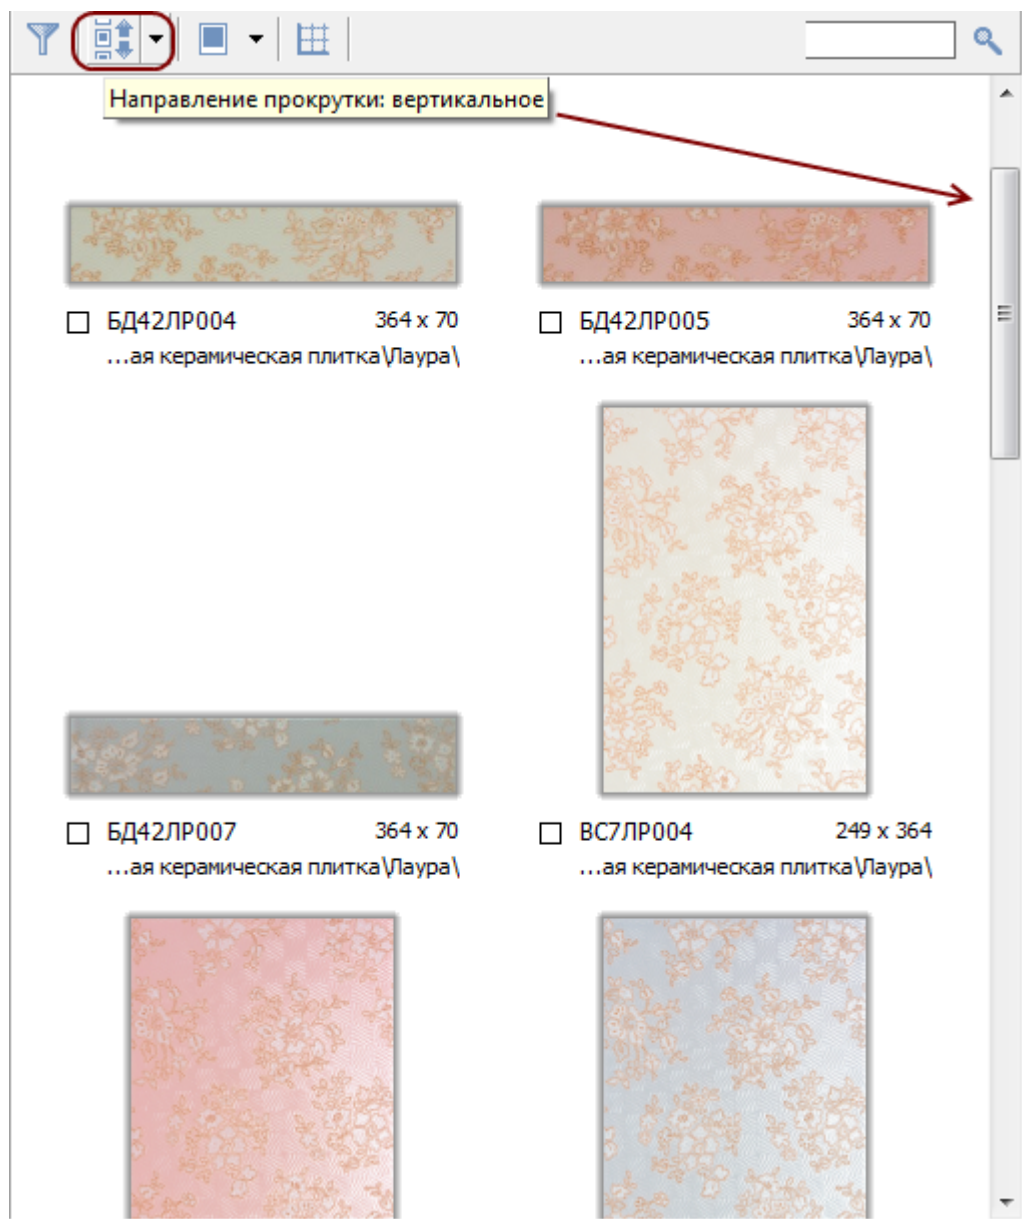 Направление прокрутки: вертикальное
БД42ЛР004 364 x 70
...ая керамическая плитка\Лаура\
БД42ЛР005 364 x 70
...ая керамическая плитка\Лаура\
БД42ЛР007 364 x 70
...ая керамическая плитка\Лаура\
ВС7ЛР004 249 x 364
...ая керамическая плитка\Лаура\